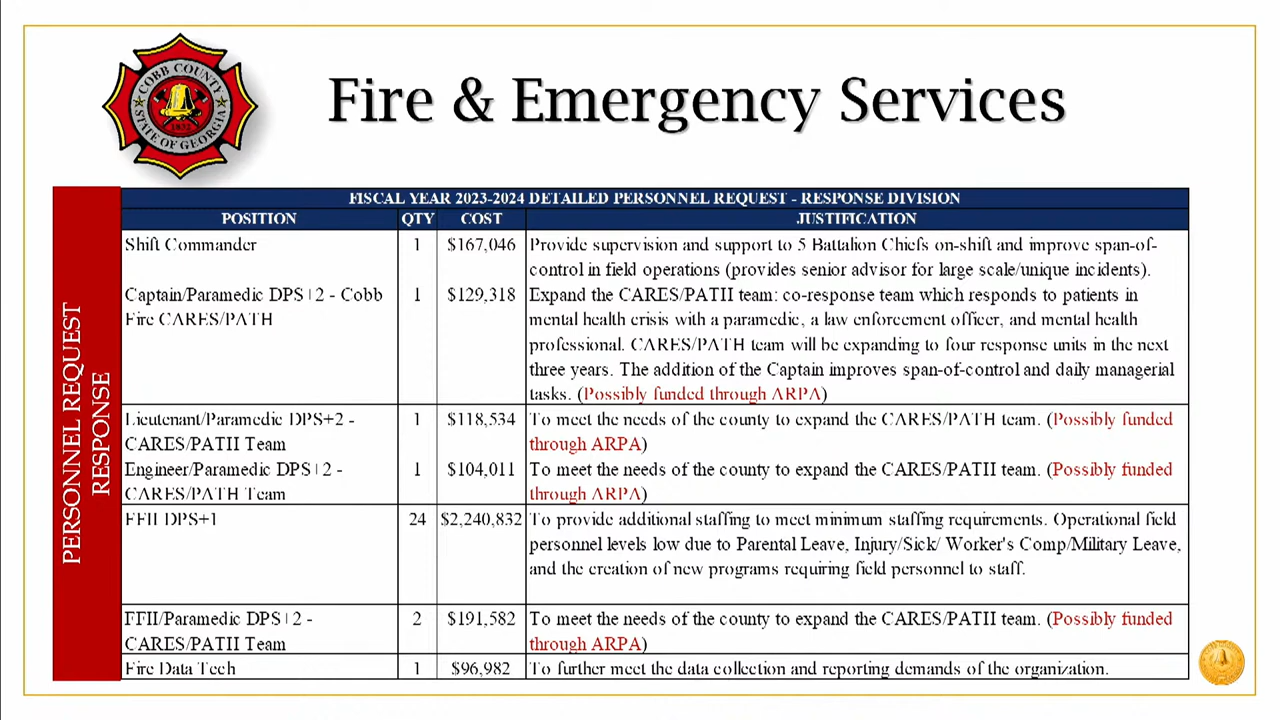 COBB COUNTY
STATE OF GEORGIA
1832
Fire & Emergency Services
PERSONNEL REQUEST
RESPONSE
FISCAL YEAR 2023-2024 DETAILED PERSONNEL REQUEST - RESPONSE DIVISION
POSITION QTY COST JUSTIFICATION
Shift Commander 1 $167,046 Provide supervision and support to 5 Battalion Chiefs on-shift and improve span-of-
control in field operations (provides senior advisor for large scale/unique incidents).
Captain/Paramedic DPS+2 - Cobb 1 $129,318 Expand the CARES/PATH team: co-response team which responds to patients in
Fire CARES/PATH mental health crisis with a paramedic, a law enforcement officer, and mental health
professional. CARES/PATH team will be expanding to four response units in the next
three years. The addition of the Captain improves span-of-control and daily managerial
tasks. (Possibly funded through ARPA)
Lieutenant/Paramedic DPS+2 - 1 $118,534 To meet the needs of the county to expand the CARES/PATH team. (Possibly funded
CARES/PATH Team through ARPA)
Engineer/Paramedic DPS+2 - 1 $104,011 To meet the needs of the county to expand the CARES/PATH team. (Possibly funded
CARES/PATH Team through ARPA)
FFII DPS+1 24 $2,240,832 To provide additional staffing to meet minimum staffing requirements. Operational field
personnel levels low due to Parental Leave, Injury/Sick/ Worker's Comp/Military Leave,
and the creation of new programs requiring field personnel to staff.
FFII/Paramedic DPS+2 - 2 $191,582 To meet the needs of the county to expand the CARES/PATH team. (Possibly funded
CARES/PATH Team through ARPA)
Fire Data Tech 1 $96,982 To further meet the data collection and reporting demands of the organization.